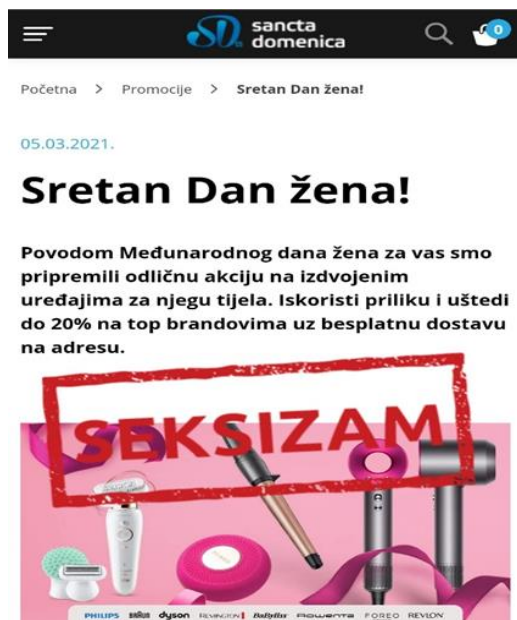 sancta
domenica
0
Početna > Promocije > Sretan Dan žena!
05.03.2021.
Sretan Dan žena!
Povodom Međunarodnog dana žena za vas smo
pripremili odličnu akciju na izdvojenim
uređajima za njegu tijela. Iskoristi priliku i uštedi
do 20% na top brandovima uz besplatnu dostavu
na adresu.
SEKSIZAM
PHILIPS BRAUN dyson REMINGTON BaByliss Rowenta FOREO REVLON